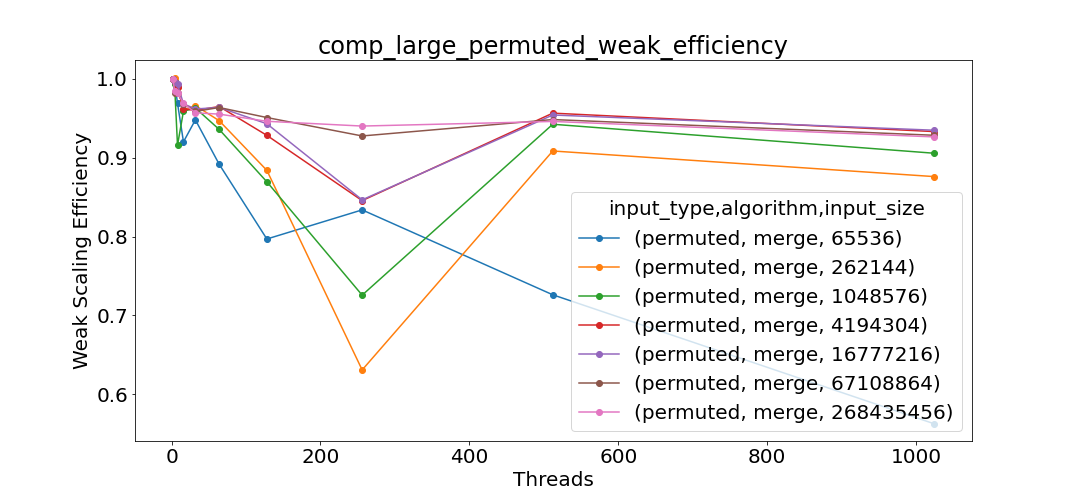 comp_large_permuted_weak_efficiency
Weak Scaling Efficiency
1.0
0.9
0.8
0.7
0.6
input_type,algorithm,input_size
(permuted, merge, 65536)
(permuted, merge, 262144)
(permuted, merge, 1048576)
(permuted, merge, 4194304)
(permuted, merge, 16777216)
(permuted, merge, 67108864)
(permuted, merge, 268435456)
0 200 400 600 800 1000
Threads